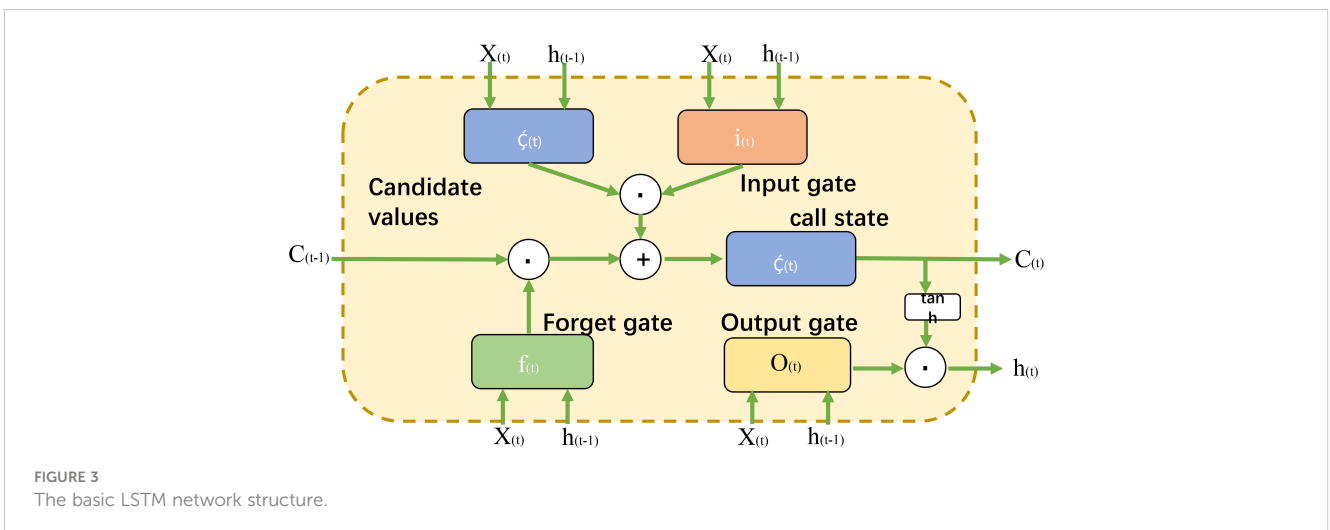 X(t) h(t-1) X(t) h(t-1)
ḉ(t) i(t)
Candidate
values
Input gate
call state
C(t-1) · · + ḉ(t) C(t)
tan
h
Forget gate Output gate
f(t) O(t) · h(t)
X(t) h(t-1) X(t) h(t-1)
FIGURE 3
The basic LSTM network structure.